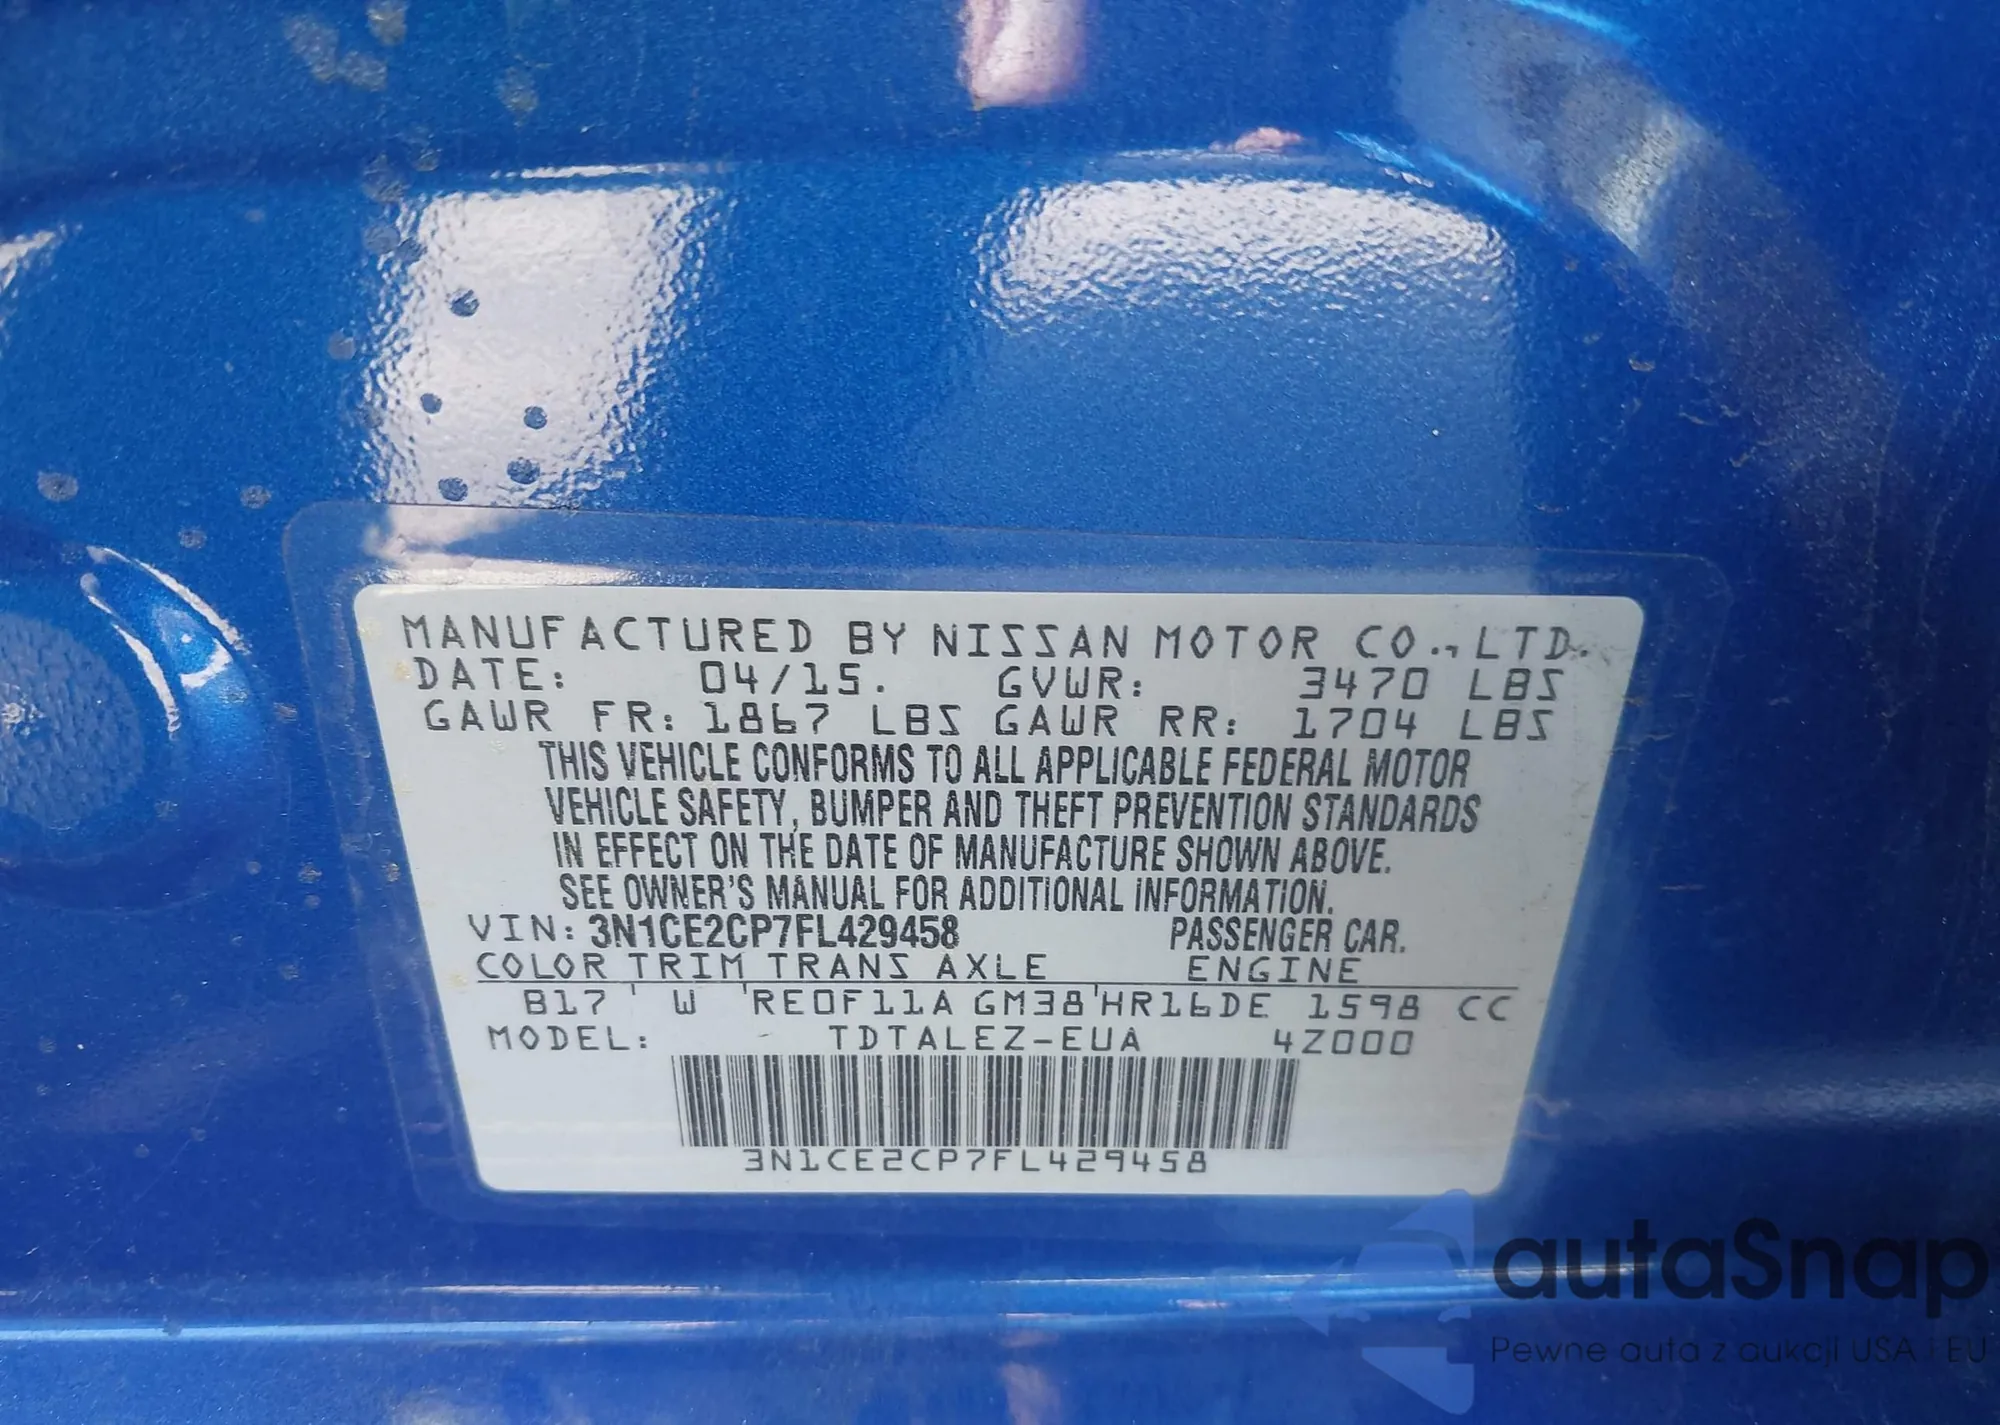 MANUFACTURED BY NISSAN MOTOR CO., LTD.
DATE: 04/15. GVWR: 3470 LBS
GAWR FR: 1867 LBS GAWR RR: 1704 LBS
THIS VEHICLE CONFORMS TO ALL APPLICABLE FEDERAL MOTOR
VEHICLE SAFETY, BUMPER AND THEFT PREVENTION STANDARDS
IN EFFECT ON THE DATE OF MANUFACTURE SHOWN ABOVE.
SEE OWNER'S MANUAL FOR ADDITIONAL INFORMATION.
VIN: 3N1CE2CP7FL429458 PASSENGER CAR.
COLOR TRIM TRANS AXLE ENGINE
B17 ' W 'RE0F11A GM38'HR16DE 1598 CC
MODEL: TDTALEZ-EUA 4Z000
3N1CE2CP7FL429458
autaSnap
Pewne auta z aukcji USA i EU